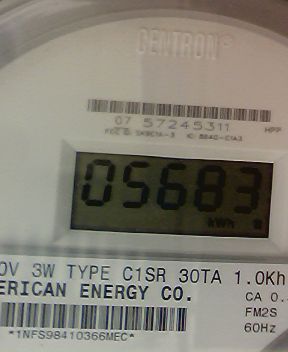 CENTRON®
07 57245311 HPP
05683
kWh
0V 3W TYPE C1SR 30TA 1.0Kh
ERICAN ENERGY CO. CA 0.
FM2S
*1NFS98410366MEC* 60Hz